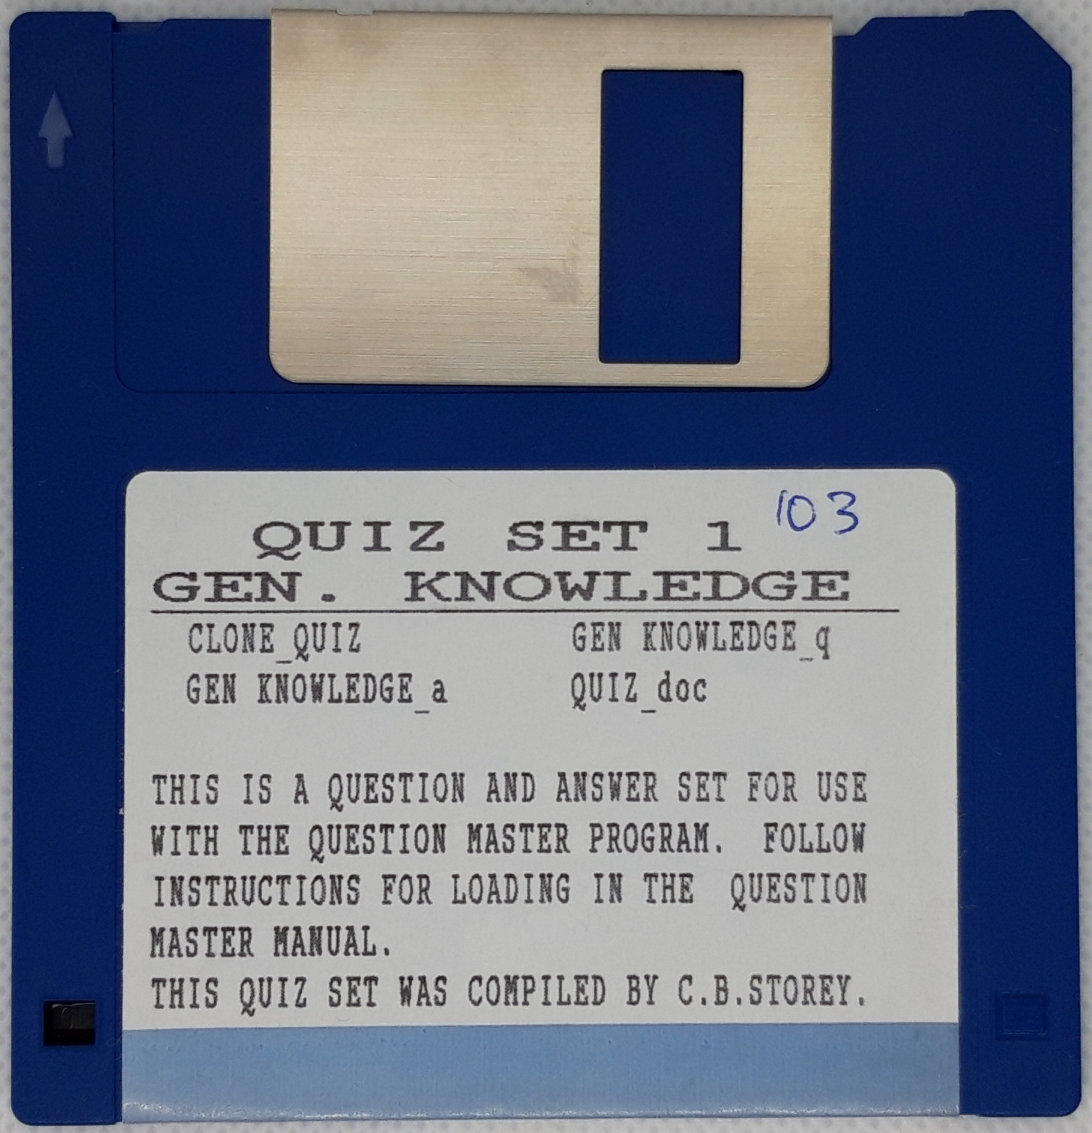 103
QUIZ SET 1
GEN. KNOWLEDGE
CLONE_QUIZ GEN KNOWLEDGE_q
GEN KNOWLEDGE_a QUIZ_doc
THIS IS A QUESTION AND ANSWER SET FOR USE
WITH THE QUESTION MASTER PROGRAM. FOLLOW
INSTRUCTIONS FOR LOADING IN THE QUESTION
MASTER MANUAL.
THIS QUIZ SET WAS COMPILED BY C.B.STOREY.